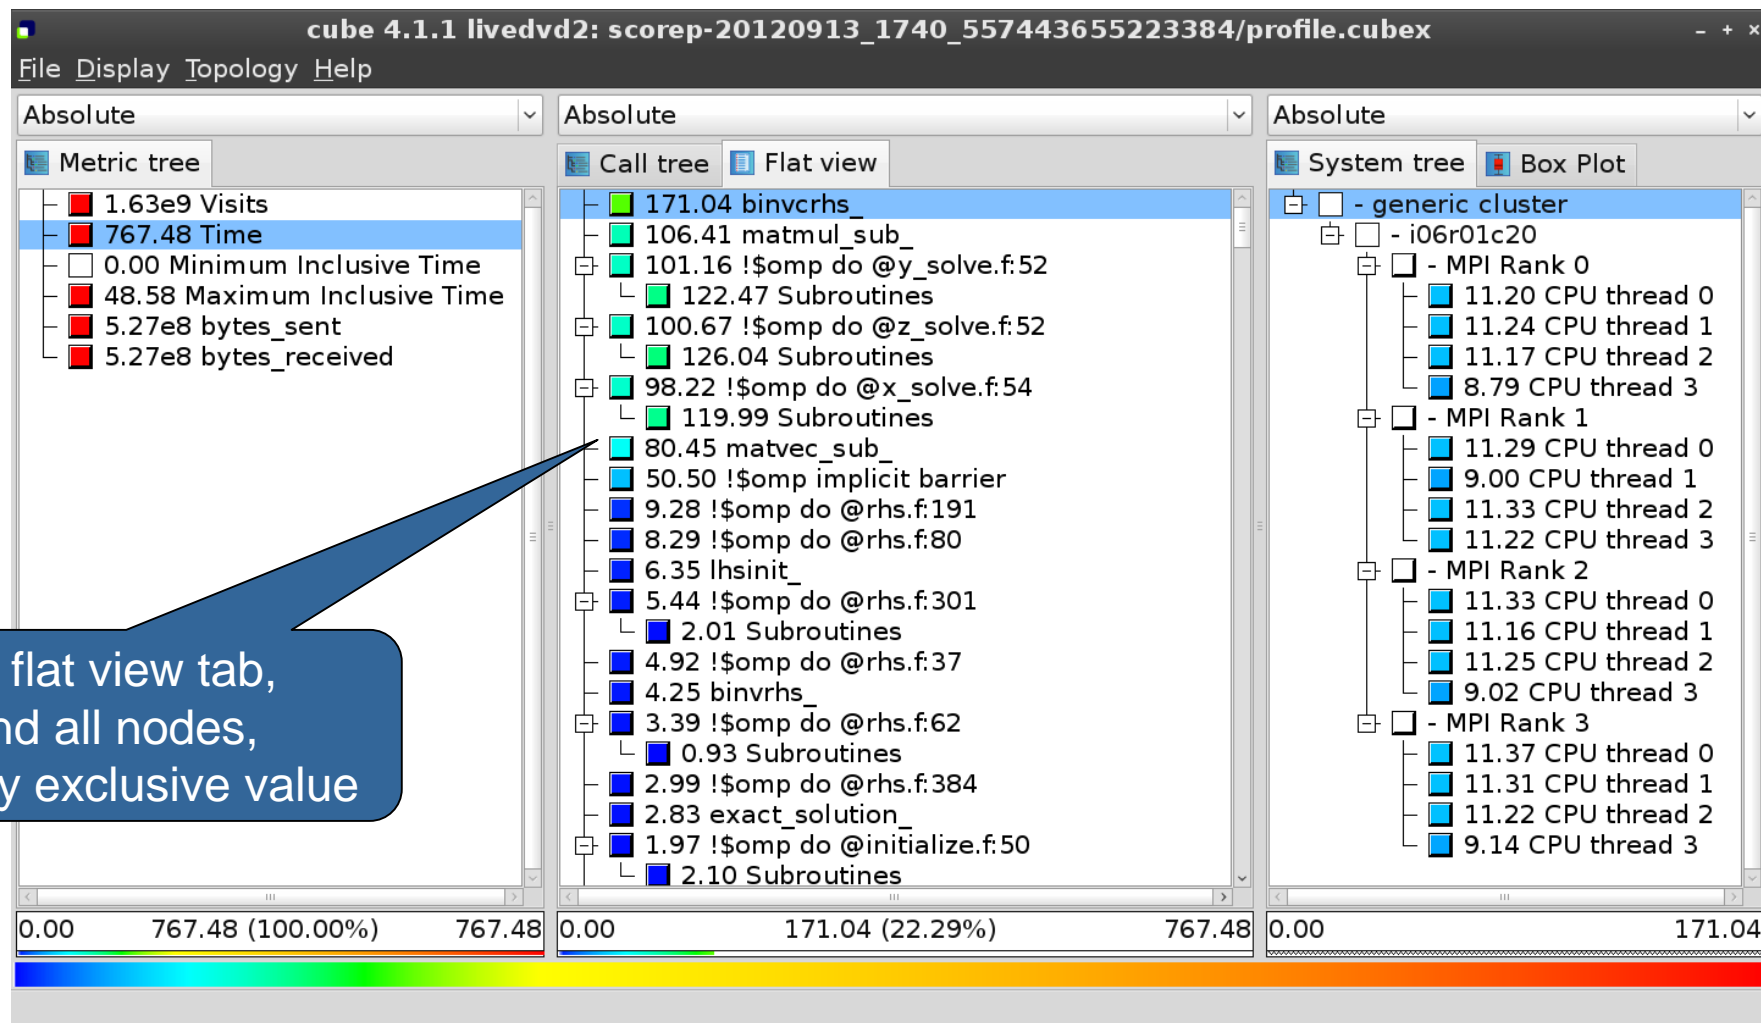 cube 4.1.1 livedvd2: scorep-20120913_1740_557443655223384/profile.cubex
File Display Topology Help
Absolute
Metric tree
1.63e9 Visits
767.48 Time
0.00 Minimum Inclusive Time
48.58 Maximum Inclusive Time
5.27e8 bytes_sent
5.27e8 bytes_received
0.00 767.48 (100.00%) 767.48
Absolute
Call tree Flat view
171.04 binvcrhs_
106.41 matmul_sub_
101.16 !$omp do @y_solve.f:52
122.47 Subroutines
100.67 !$omp do @z_solve.f:52
126.04 Subroutines
98.22 !$omp do @x_solve.f:54
119.99 Subroutines
80.45 matvec_sub_
50.50 !$omp implicit barrier
9.28 !$omp do @rhs.f:191
8.29 !$omp do @rhs.f:80
6.35 lhsinit_
5.44 !$omp do @rhs.f:301
2.01 Subroutines
4.92 !$omp do @rhs.f:37
4.25 binvrhs_
3.39 !$omp do @rhs.f:62
0.93 Subroutines
2.99 !$omp do @rhs.f:384
2.83 exact_solution_
1.97 !$omp do @initialize.f:50
2.10 Subroutines
0.00 171.04 (22.29%) 767.48
Absolute
System tree Box Plot
- generic cluster
- i06r01c20
- MPI Rank 0
11.20 CPU thread 0
11.24 CPU thread 1
11.17 CPU thread 2
8.79 CPU thread 3
- MPI Rank 1
11.29 CPU thread 0
9.00 CPU thread 1
11.33 CPU thread 2
11.22 CPU thread 3
- MPI Rank 2
11.33 CPU thread 0
11.16 CPU thread 1
11.25 CPU thread 2
9.02 CPU thread 3
- MPI Rank 3
11.37 CPU thread 0
11.31 CPU thread 1
11.22 CPU thread 2
9.14 CPU thread 3
0.00 171.04
flat view tab,
all nodes,
exclusive value